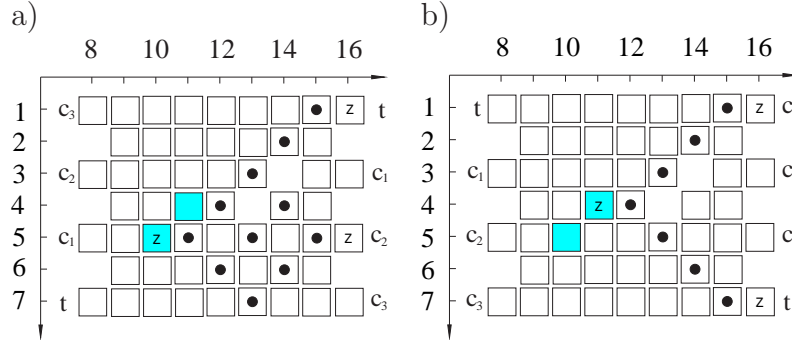 a)
8 10 12 14 16
1 c₃ z t
2
3 c₂ c₁
4
5 c₁ z z c₂
6
7 t c₃
b)
8 10 12 14 16
1 t z c
2
3 c₁ c
4 z
5 c₂ c
6
7 c₃ z t